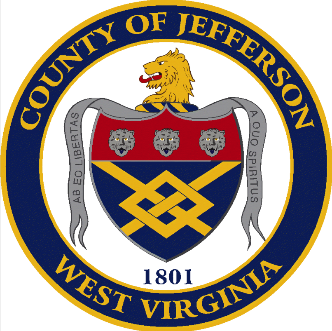 COUNTY OF JEFFERSON
AB EO LIBERTAS
A QUO SPIRITUS
1801
WEST VIRGINIA